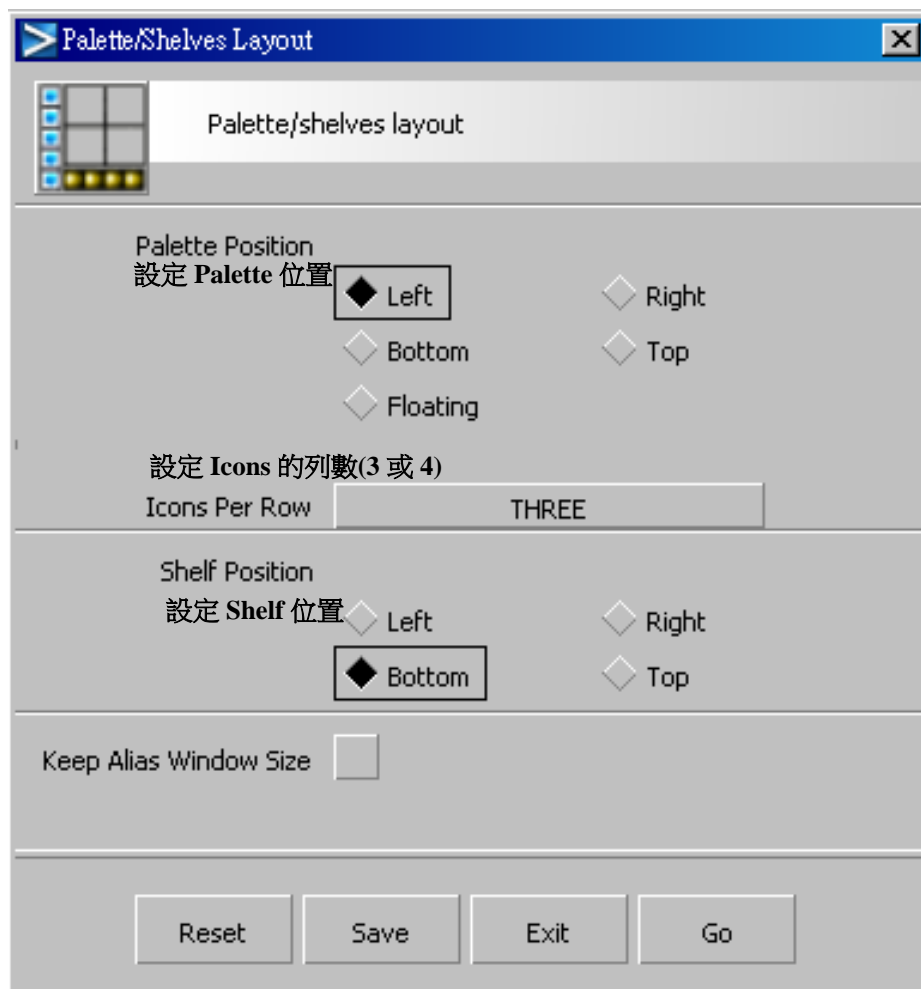 Palette/Shelves Layout
Palette/shelves layout
Palette Position
設定 Palette 位置
Left
Right
Bottom
Top
Floating
設定 Icons 的列數(3 或 4)
Icons Per Row
THREE
Shelf Position
設定 Shelf 位置
Left
Right
Bottom
Top
Keep Alias Window Size
Reset
Save
Exit
Go